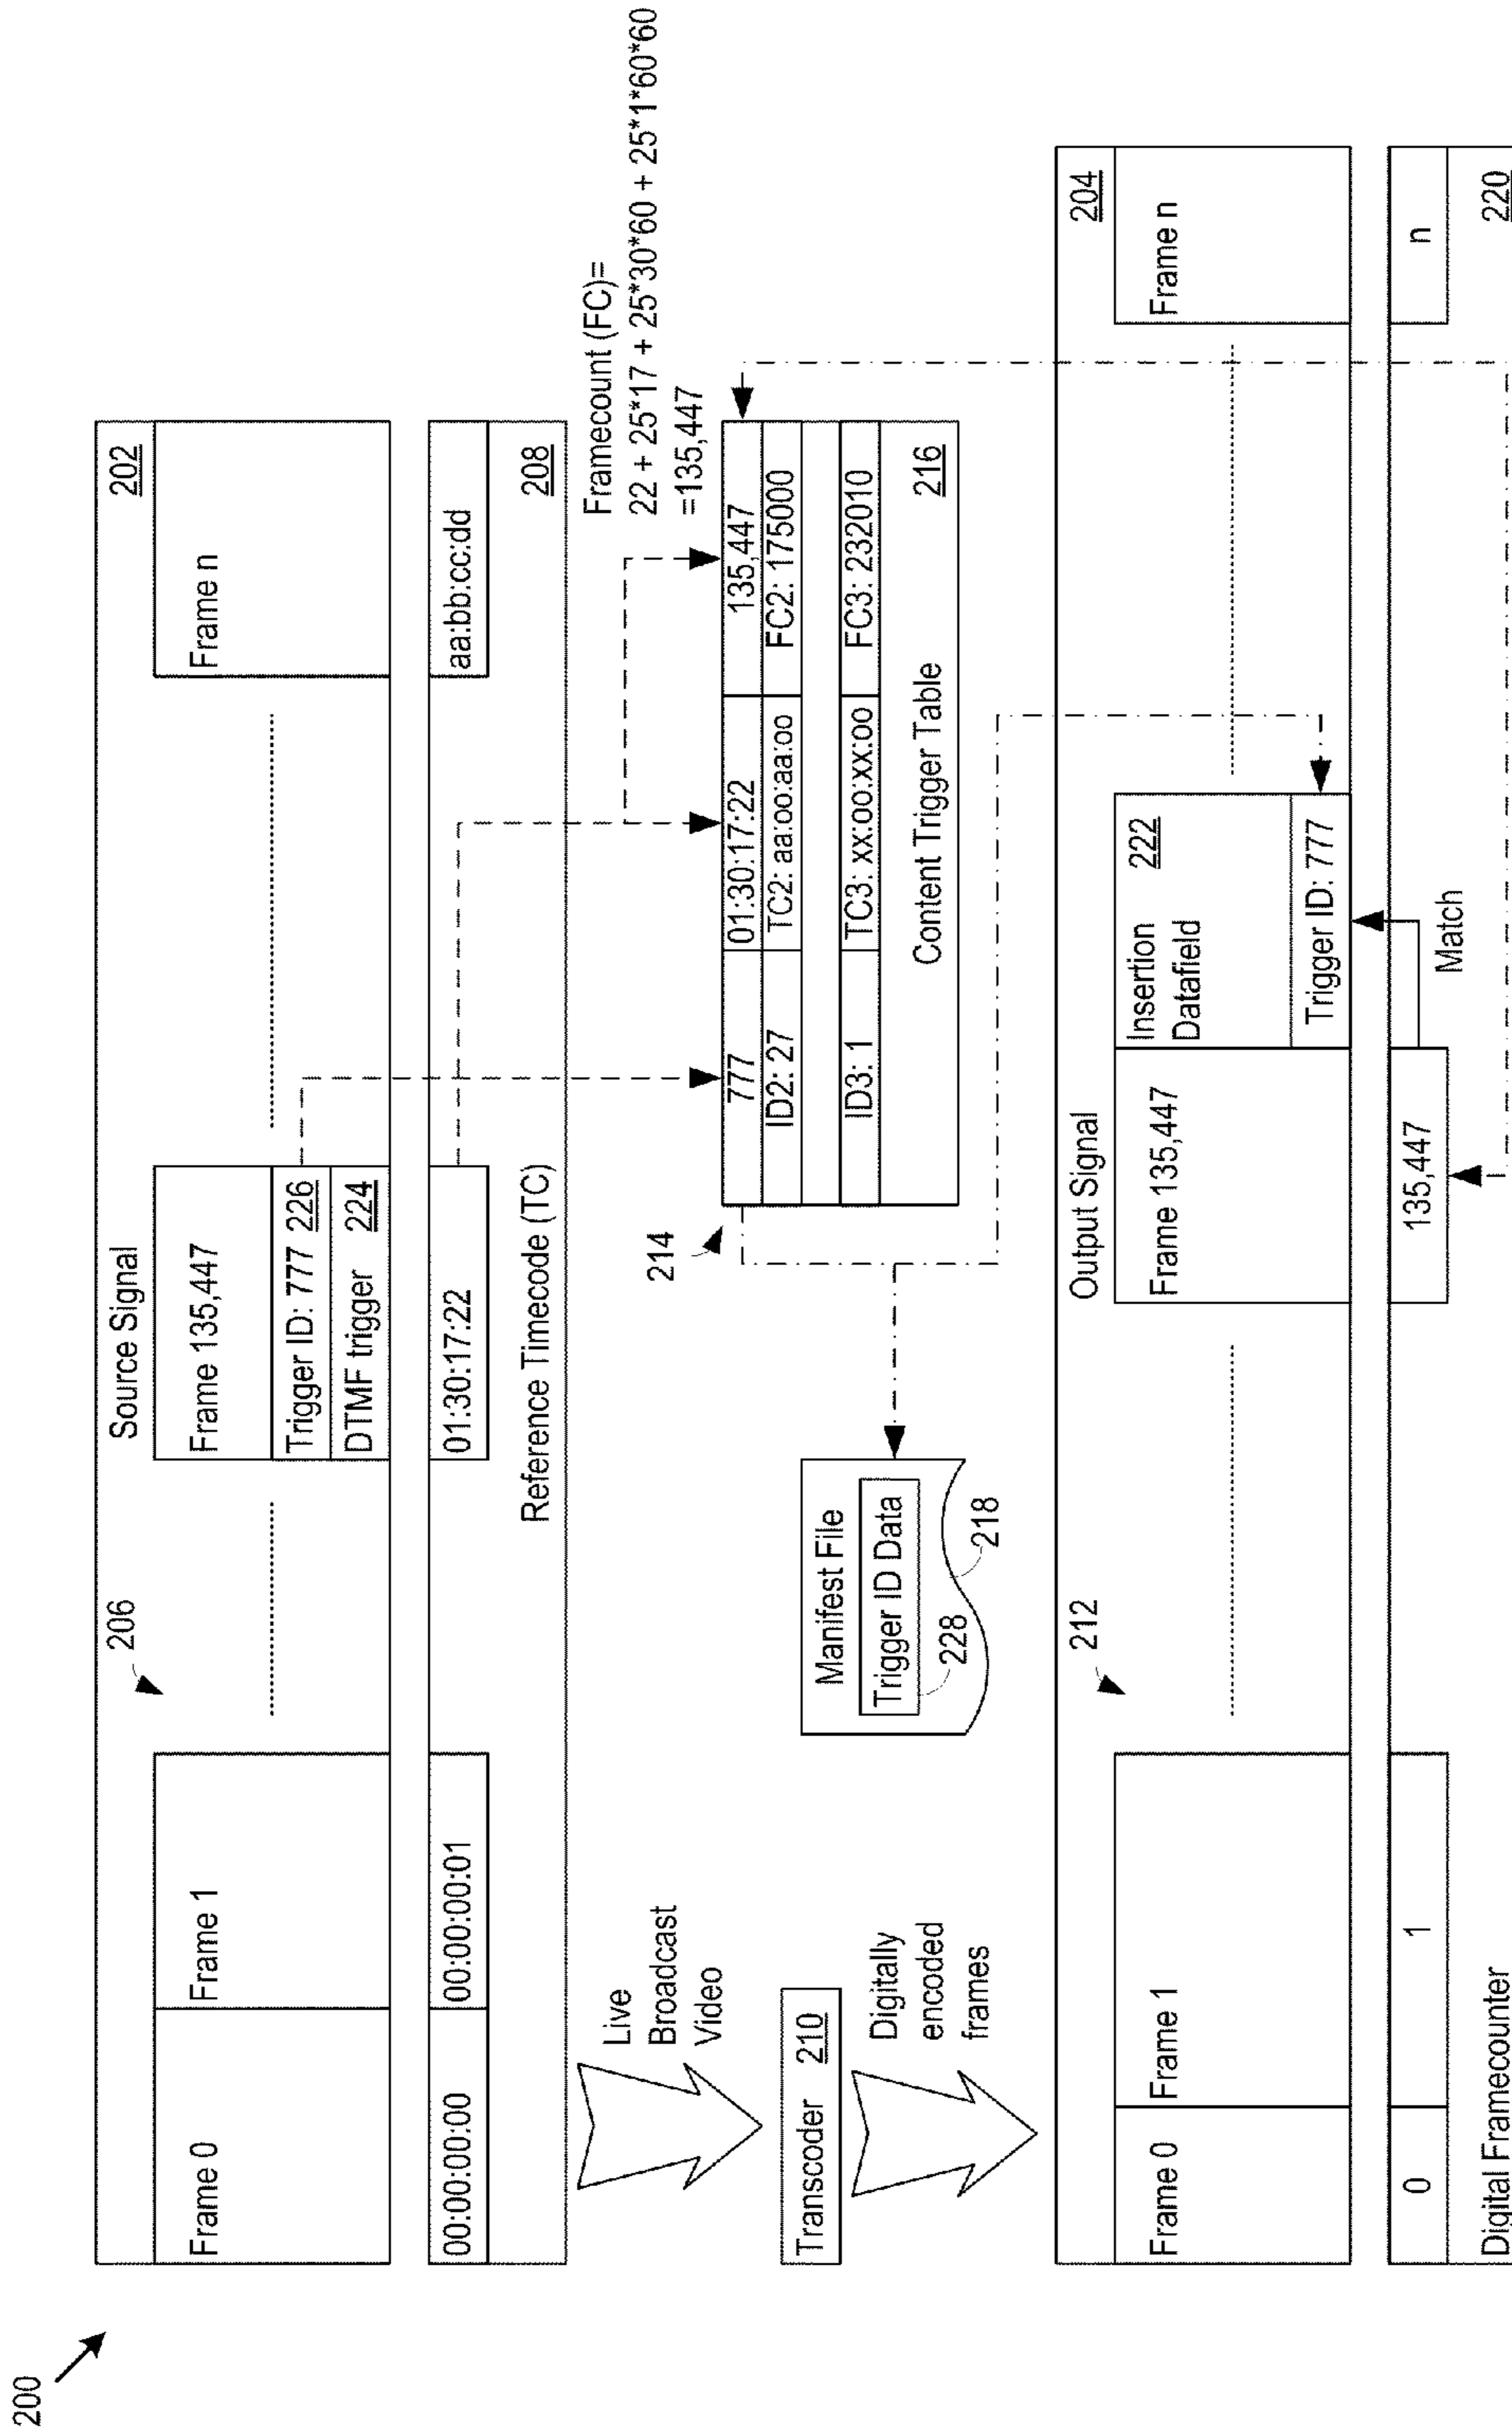 200
202
Source Signal
206
Frame 0
Frame 1
Frame 135,447
Trigger ID: 777 226
DTMF trigger 224
Frame n
00:00:00:00
00:00:00:01
01:30:17:22
aa:bb:cc:dd
Reference Timecode (TC)
208
Live
Broadcast
Video
Framecount (FC)=
22 + 25*17 + 25*30*60 + 25*1*60*60
=135,447
Transcoder 210
Digitally
encoded
frames
Manifest File
Trigger ID Data
228
218
214
777
01:30:17:22
135,447
ID2: 27
TC2: aa:oo:aa:oo
FC2: 175000
ID3: 1
TC3: xx:oo:xx:oo
FC3: 232010
Content Trigger Table
216
Output Signal
204
212
Frame 0
Frame 1
Frame 135,447
Insertion
Datafield
222
Trigger ID: 777
Frame n
Match
0
1
135,447
n
Digital Framecounter
220